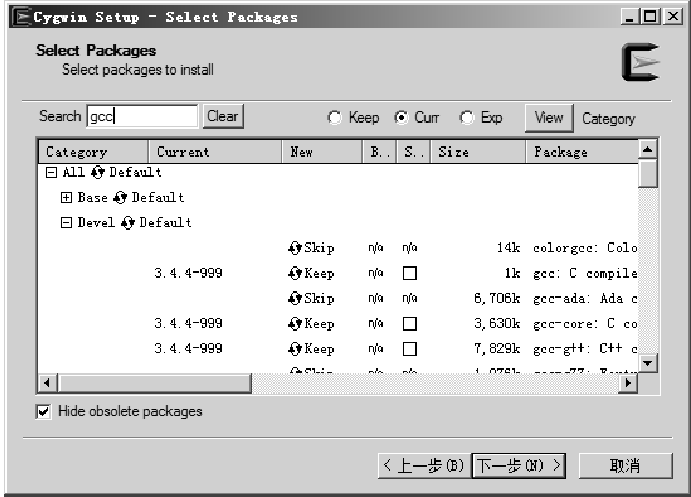 Cygwin Setup - Select Packages
Select Packages
Select packages to install
Search gcc Clear Keep Curr Exp View Category
Category Current New B.. S.. Size Package
All Default
Base Default
Devel Default
Skip n/a n/a 14k colorgcc: Colo
3.4.4-999 Keep n/a 1k gcc: C compile
Skip n/a n/a 6,706k gcc-ada: Ada c
3.4.4-999 Keep n/a 3,630k gcc-core: C co
3.4.4-999 Keep n/a 7,829k gcc-g++: C++ c
Hide obsolete packages
< 上一步(B) 下一步(N) > 取消